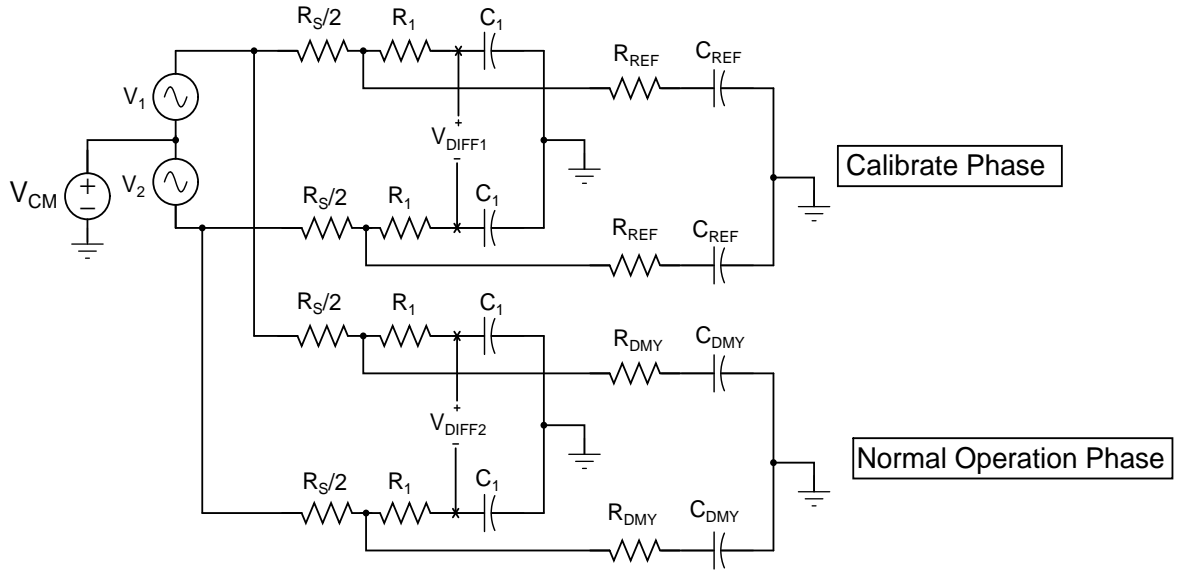 R_S/2 R_1 C_1
R_REF C_REF
V_1
V_DIFF1
+
-
V_2
V_CM
+
-
Calibrate Phase
R_S/2 R_1 C_1
R_REF C_REF
R_S/2 R_1 C_1
R_DMY C_DMY
V_DIFF2
+
-
Normal Operation Phase
R_S/2 R_1 C_1
R_DMY C_DMY